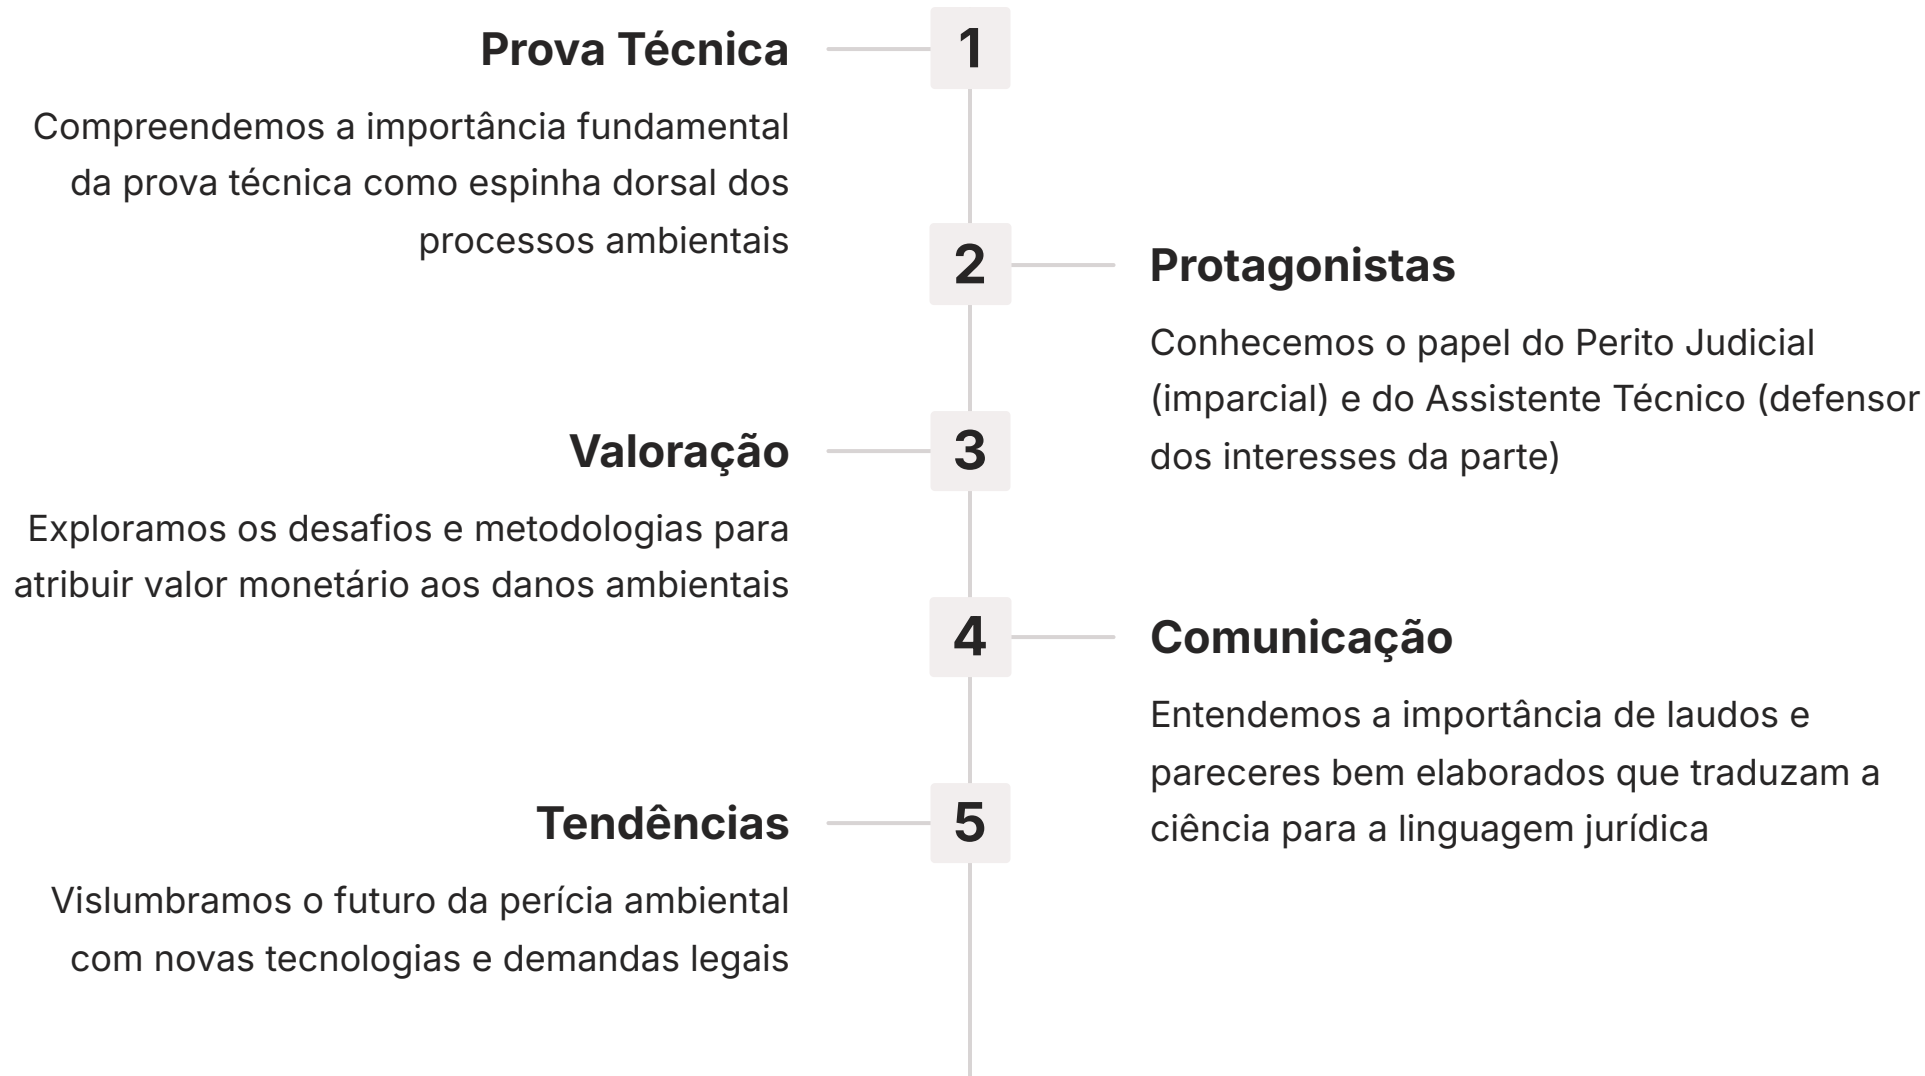 1
Prova Técnica
Compreendemos a importância fundamental
da prova técnica como espinha dorsal dos
processos ambientais
2
Protagonistas
Conhecemos o papel do Perito Judicial
(imparcial) e do Assistente Técnico (defensor
dos interesses da parte)
3
Valoração
Exploramos os desafios e metodologias para
atribuir valor monetário aos danos ambientais
4
Comunicação
Entendemos a importância de laudos e
pareceres bem elaborados que traduzam a
ciência para a linguagem jurídica
5
Tendências
Vislumbramos o futuro da perícia ambiental
com novas tecnologias e demandas legais